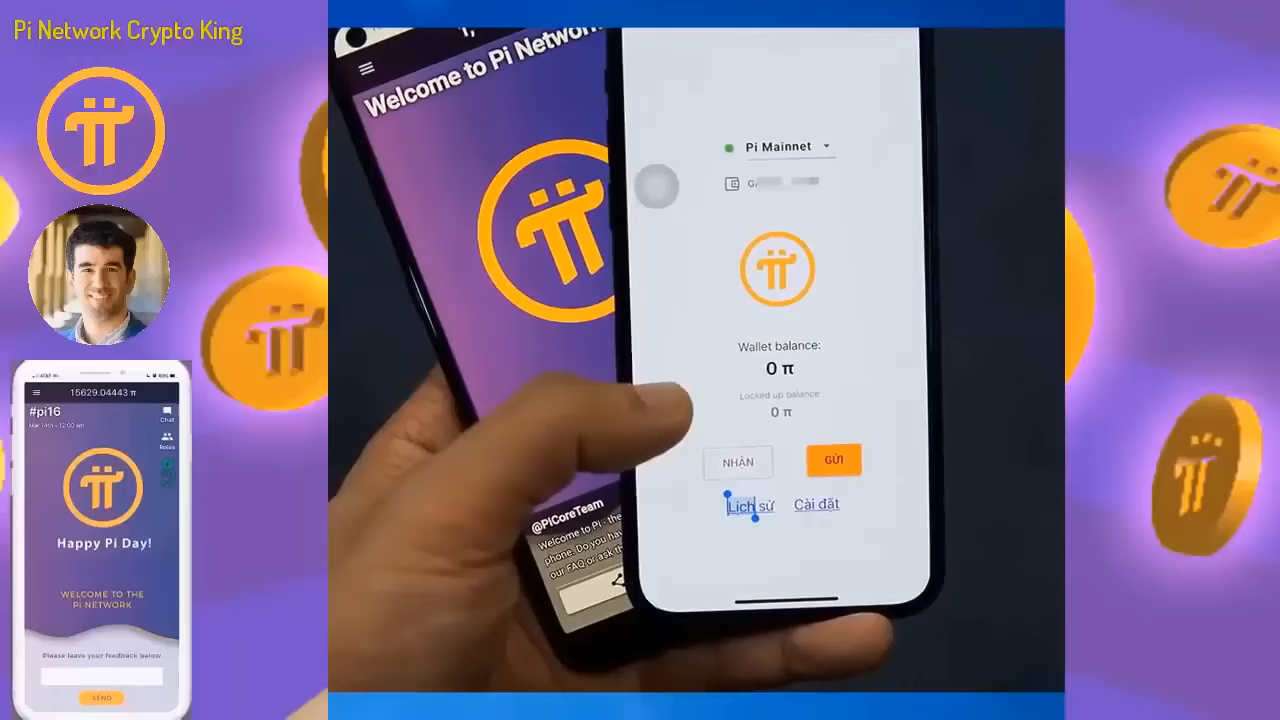 Pi Network Crypto King
15629.04443 π
#pi16
Mar 14th - 12:00 am
Chat
Roles
Happy Pi Day!
WELCOME TO THE
Pi NETWORK
Please leave your feedback below
SEND
Welcome to Pi Network
@PiCoreTeam
Welcome to Pi - the
phone. Do you have
our FAQ or ask th
Pi Mainnet
Wallet balance:
0 π
Locked up balance:
0 π
NHẬN
GỬI
Lịch sử
Cài đặt